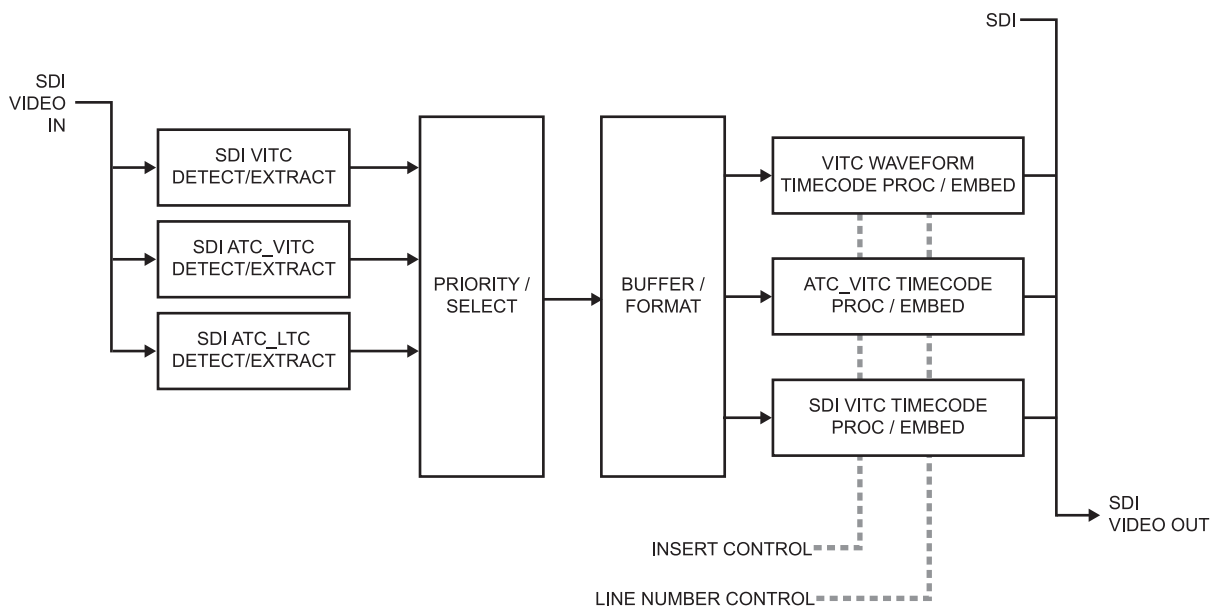 SDI
VIDEO
IN
SDI VITC
DETECT/EXTRACT
SDI ATC_VITC
DETECT/EXTRACT
SDI ATC_LTC
DETECT/EXTRACT
PRIORITY /
SELECT
BUFFER /
FORMAT
SDI
VITC WAVEFORM
TIMECODE PROC / EMBED
ATC_VITC TIMECODE
PROC / EMBED
SDI VITC TIMECODE
PROC / EMBED
SDI
VIDEO OUT
INSERT CONTROL
LINE NUMBER CONTROL